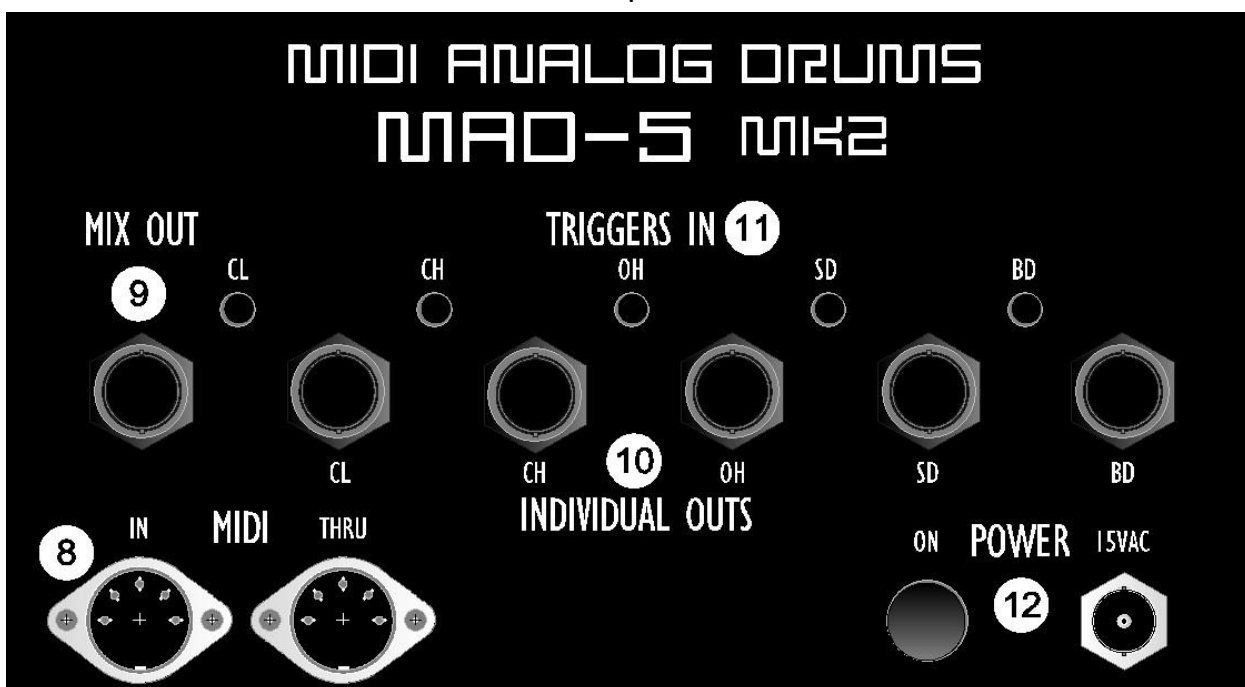 MIDI ANALOG DRUMS
MAD-5 MK2
MIX OUT
TRIGGERS IN 11
9
CL CH OH SD BD
CL CH 10 OH SD BD
INDIVIDUAL OUTS
8 IN MIDI THRU
ON POWER 15VAC
12